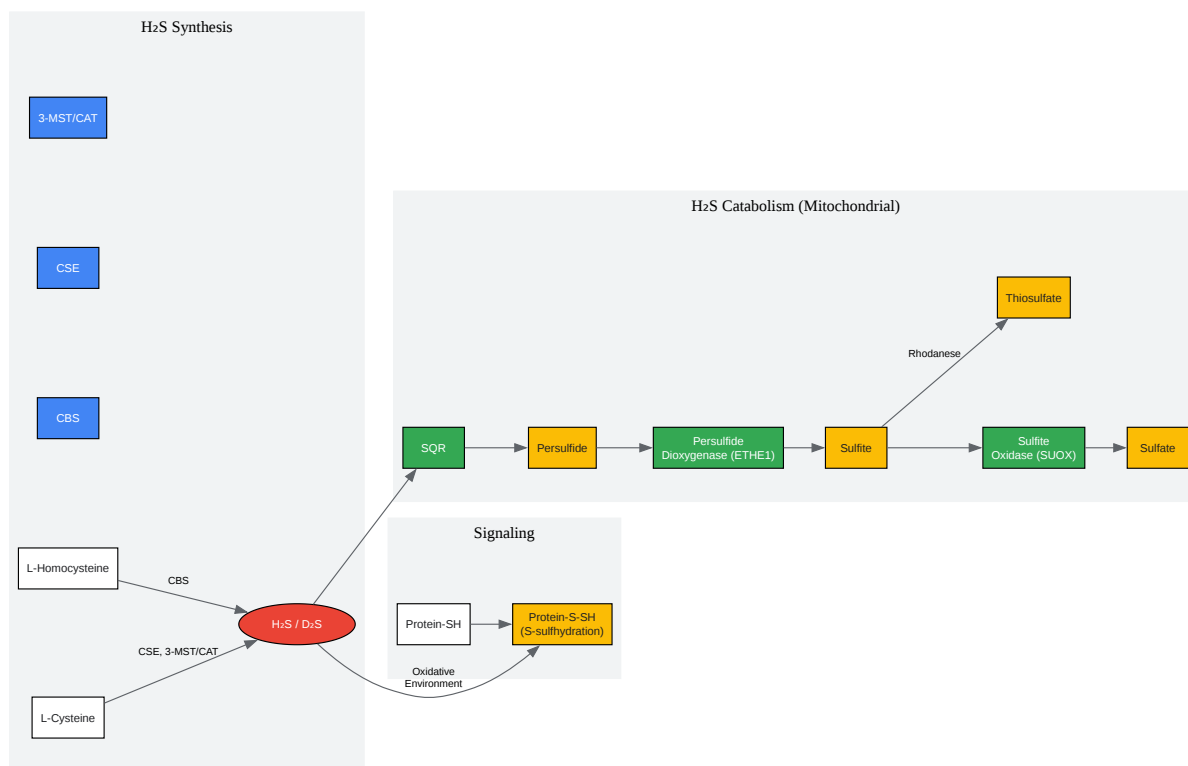 H₂S Synthesis
3-MST/CAT
CSE
CBS
L-Homocysteine
CBS
H₂S / D₂S
CSE, 3-MST/CAT
L-Cysteine
H₂S Catabolism (Mitochondrial)
Thiosulfate
Rhodanese
SQR
Persulfide
Persulfide
Dioxygenase (ETHE1)
Sulfite
Sulfite
Oxidase (SUOX)
Sulfate
Signaling
Protein-SH
Protein-S-SH
(S-sulfhydration)
Oxidative
Environment